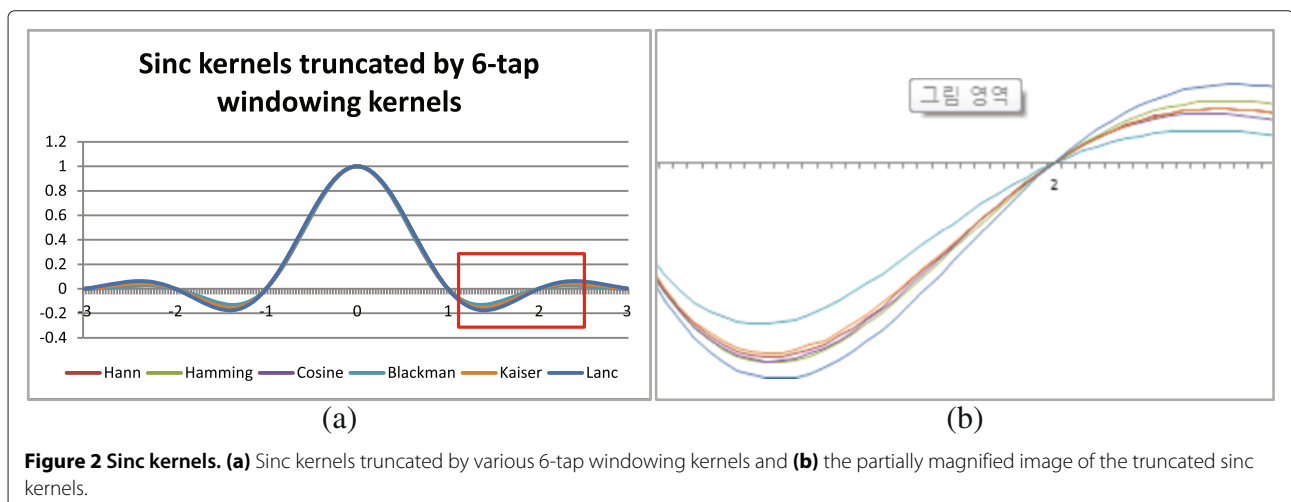 Sinc kernels truncated by 6-tap
windowing kernels
1.2
1
0.8
0.6
0.4
0.2
0
-0.2
-0.4
-3 -2 -1 0 1 2 3
Hann Hamming Cosine Blackman Kaiser Lanc
(a)
그림 영역
2
(b)
Figure 2 Sinc kernels. (a) Sinc kernels truncated by various 6-tap windowing kernels and (b) the partially magnified image of the truncated sinc
kernels.